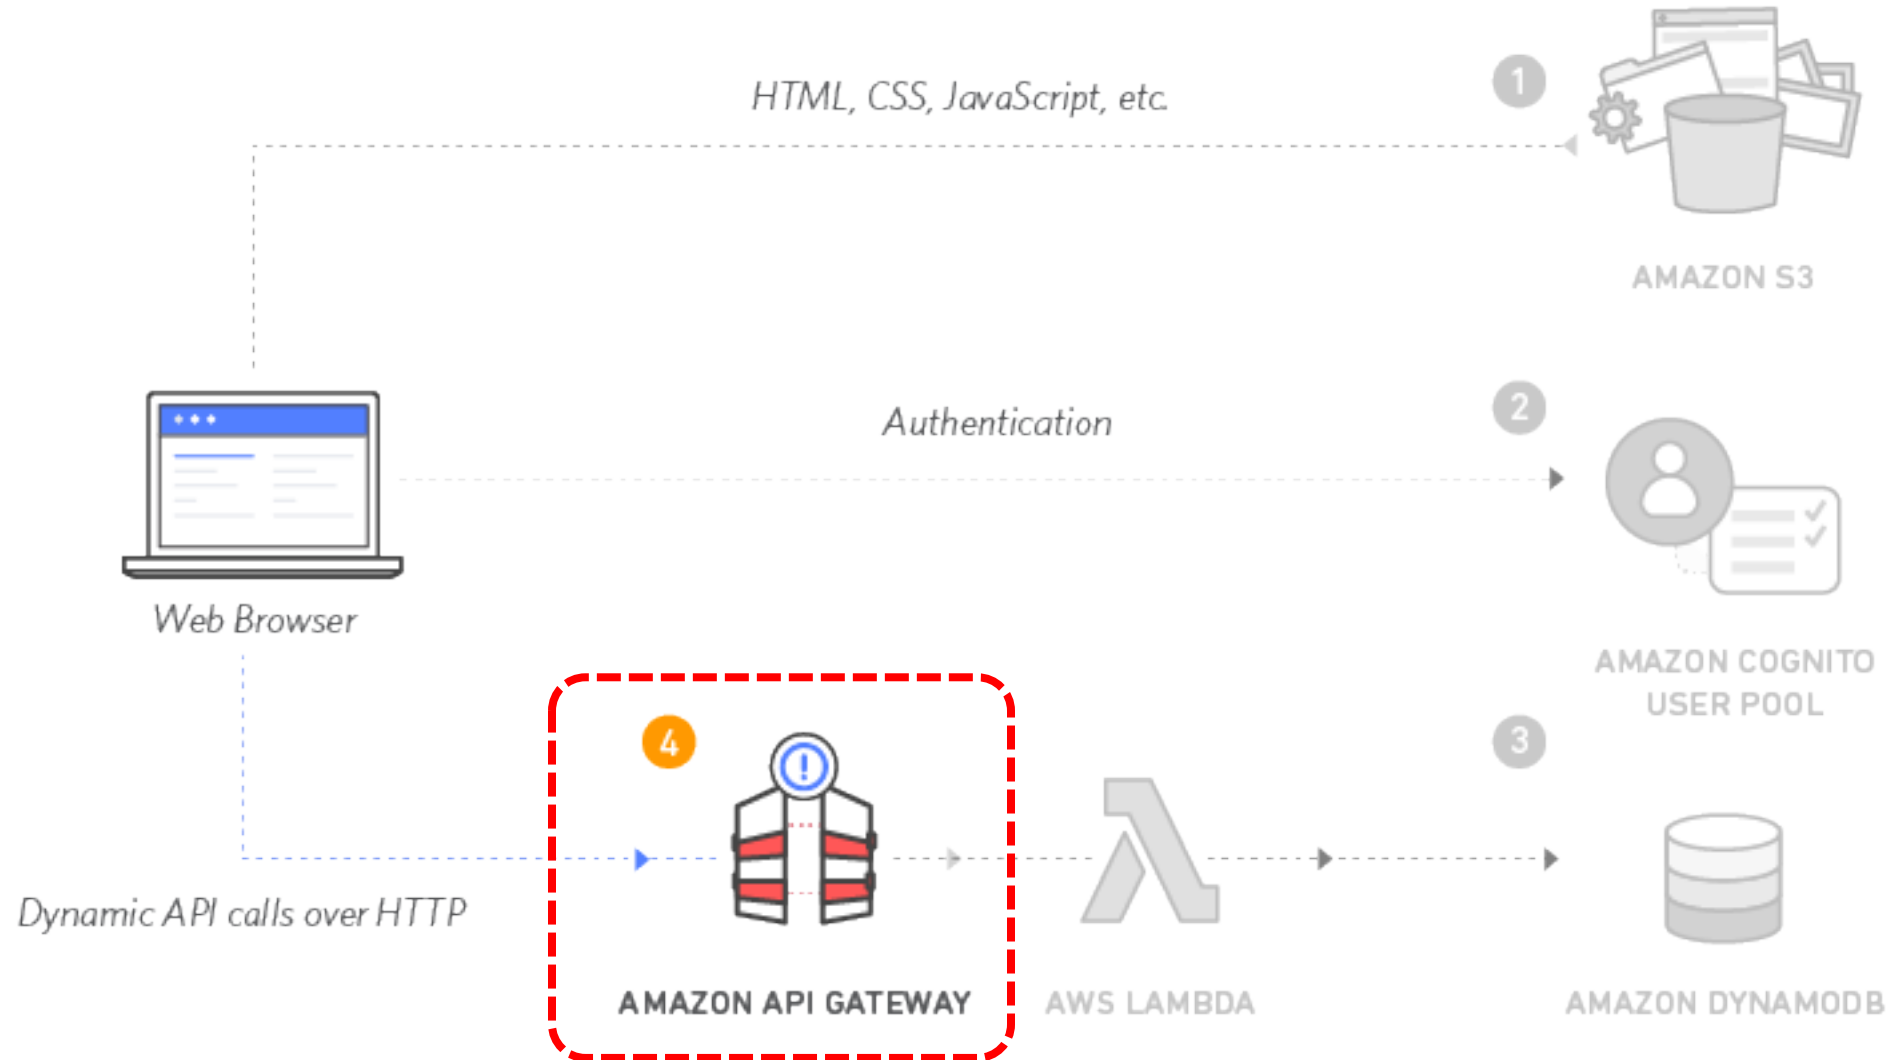 HTML, CSS, JavaScript, etc.
1
AMAZON S3
Authentication
2
Web Browser
AMAZON COGNITO
USER POOL
4
3
Dynamic API calls over HTTP
AMAZON API GATEWAY
AWS LAMBDA
AMAZON DYNAMODB